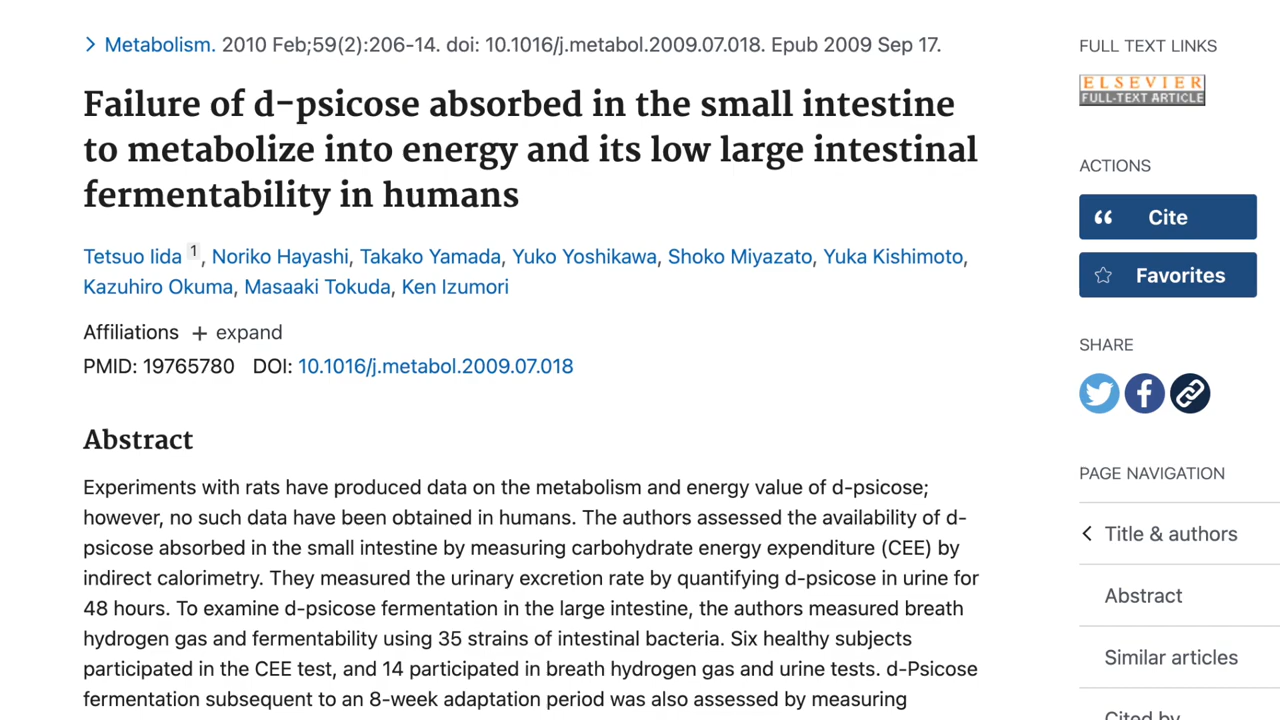 Metabolism. 2010 Feb;59(2):206-14. doi: 10.1016/j.metabol.2009.07.018. Epub 2009 Sep 17.
Failure of d-psicose absorbed in the small intestine
to metabolize into energy and its low large intestinal
fermentability in humans
Tetsuo Iida 1, Noriko Hayashi, Takako Yamada, Yuko Yoshikawa, Shoko Miyazato, Yuka Kishimoto,
Kazuhiro Okuma, Masaaki Tokuda, Ken Izumori
Affiliations + expand
PMID: 19765780 DOI: 10.1016/j.metabol.2009.07.018
Abstract
Experiments with rats have produced data on the metabolism and energy value of d-psicose;
however, no such data have been obtained in humans. The authors assessed the availability of d-
psicose absorbed in the small intestine by measuring carbohydrate energy expenditure (CEE) by
indirect calorimetry. They measured the urinary excretion rate by quantifying d-psicose in urine for
48 hours. To examine d-psicose fermentation in the large intestine, the authors measured breath
hydrogen gas and fermentability using 35 strains of intestinal bacteria. Six healthy subjects
participated in the CEE test, and 14 participated in breath hydrogen gas and urine tests. d-Psicose
fermentation subsequent to an 8-week adaptation period was also assessed by measuring
FULL TEXT LINKS
ELSEVIER
FULL-TEXT ARTICLE
ACTIONS
Cite
Favorites
SHARE
PAGE NAVIGATION
Title & authors
Abstract
Similar articles
Cited by